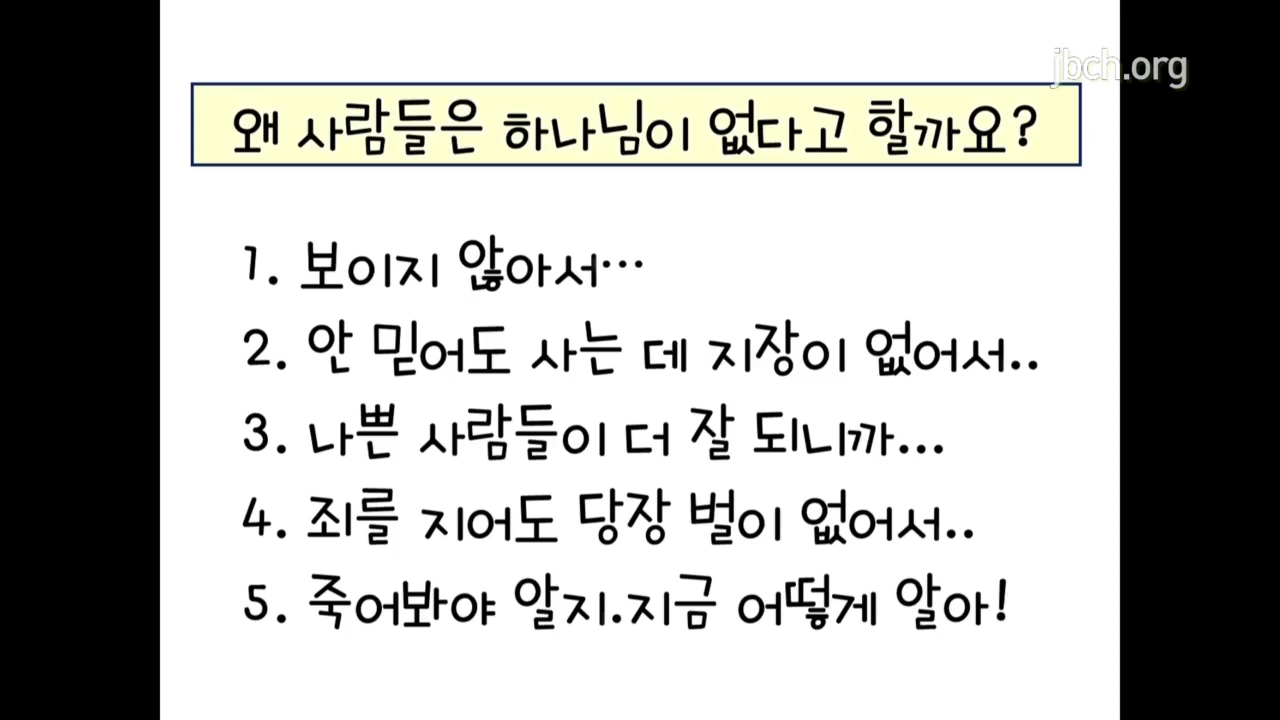 jbch.org
왜 사람들은 하나님이 없다고 할까요?
1. 보이지 않아서…
2. 안 믿어도 사는 데 지장이 없어서..
3. 나쁜 사람들이 더 잘 되니까...
4. 죄를 지어도 당장 벌이 없어서..
5. 죽어봐야 알지.지금 어떻게 알아!